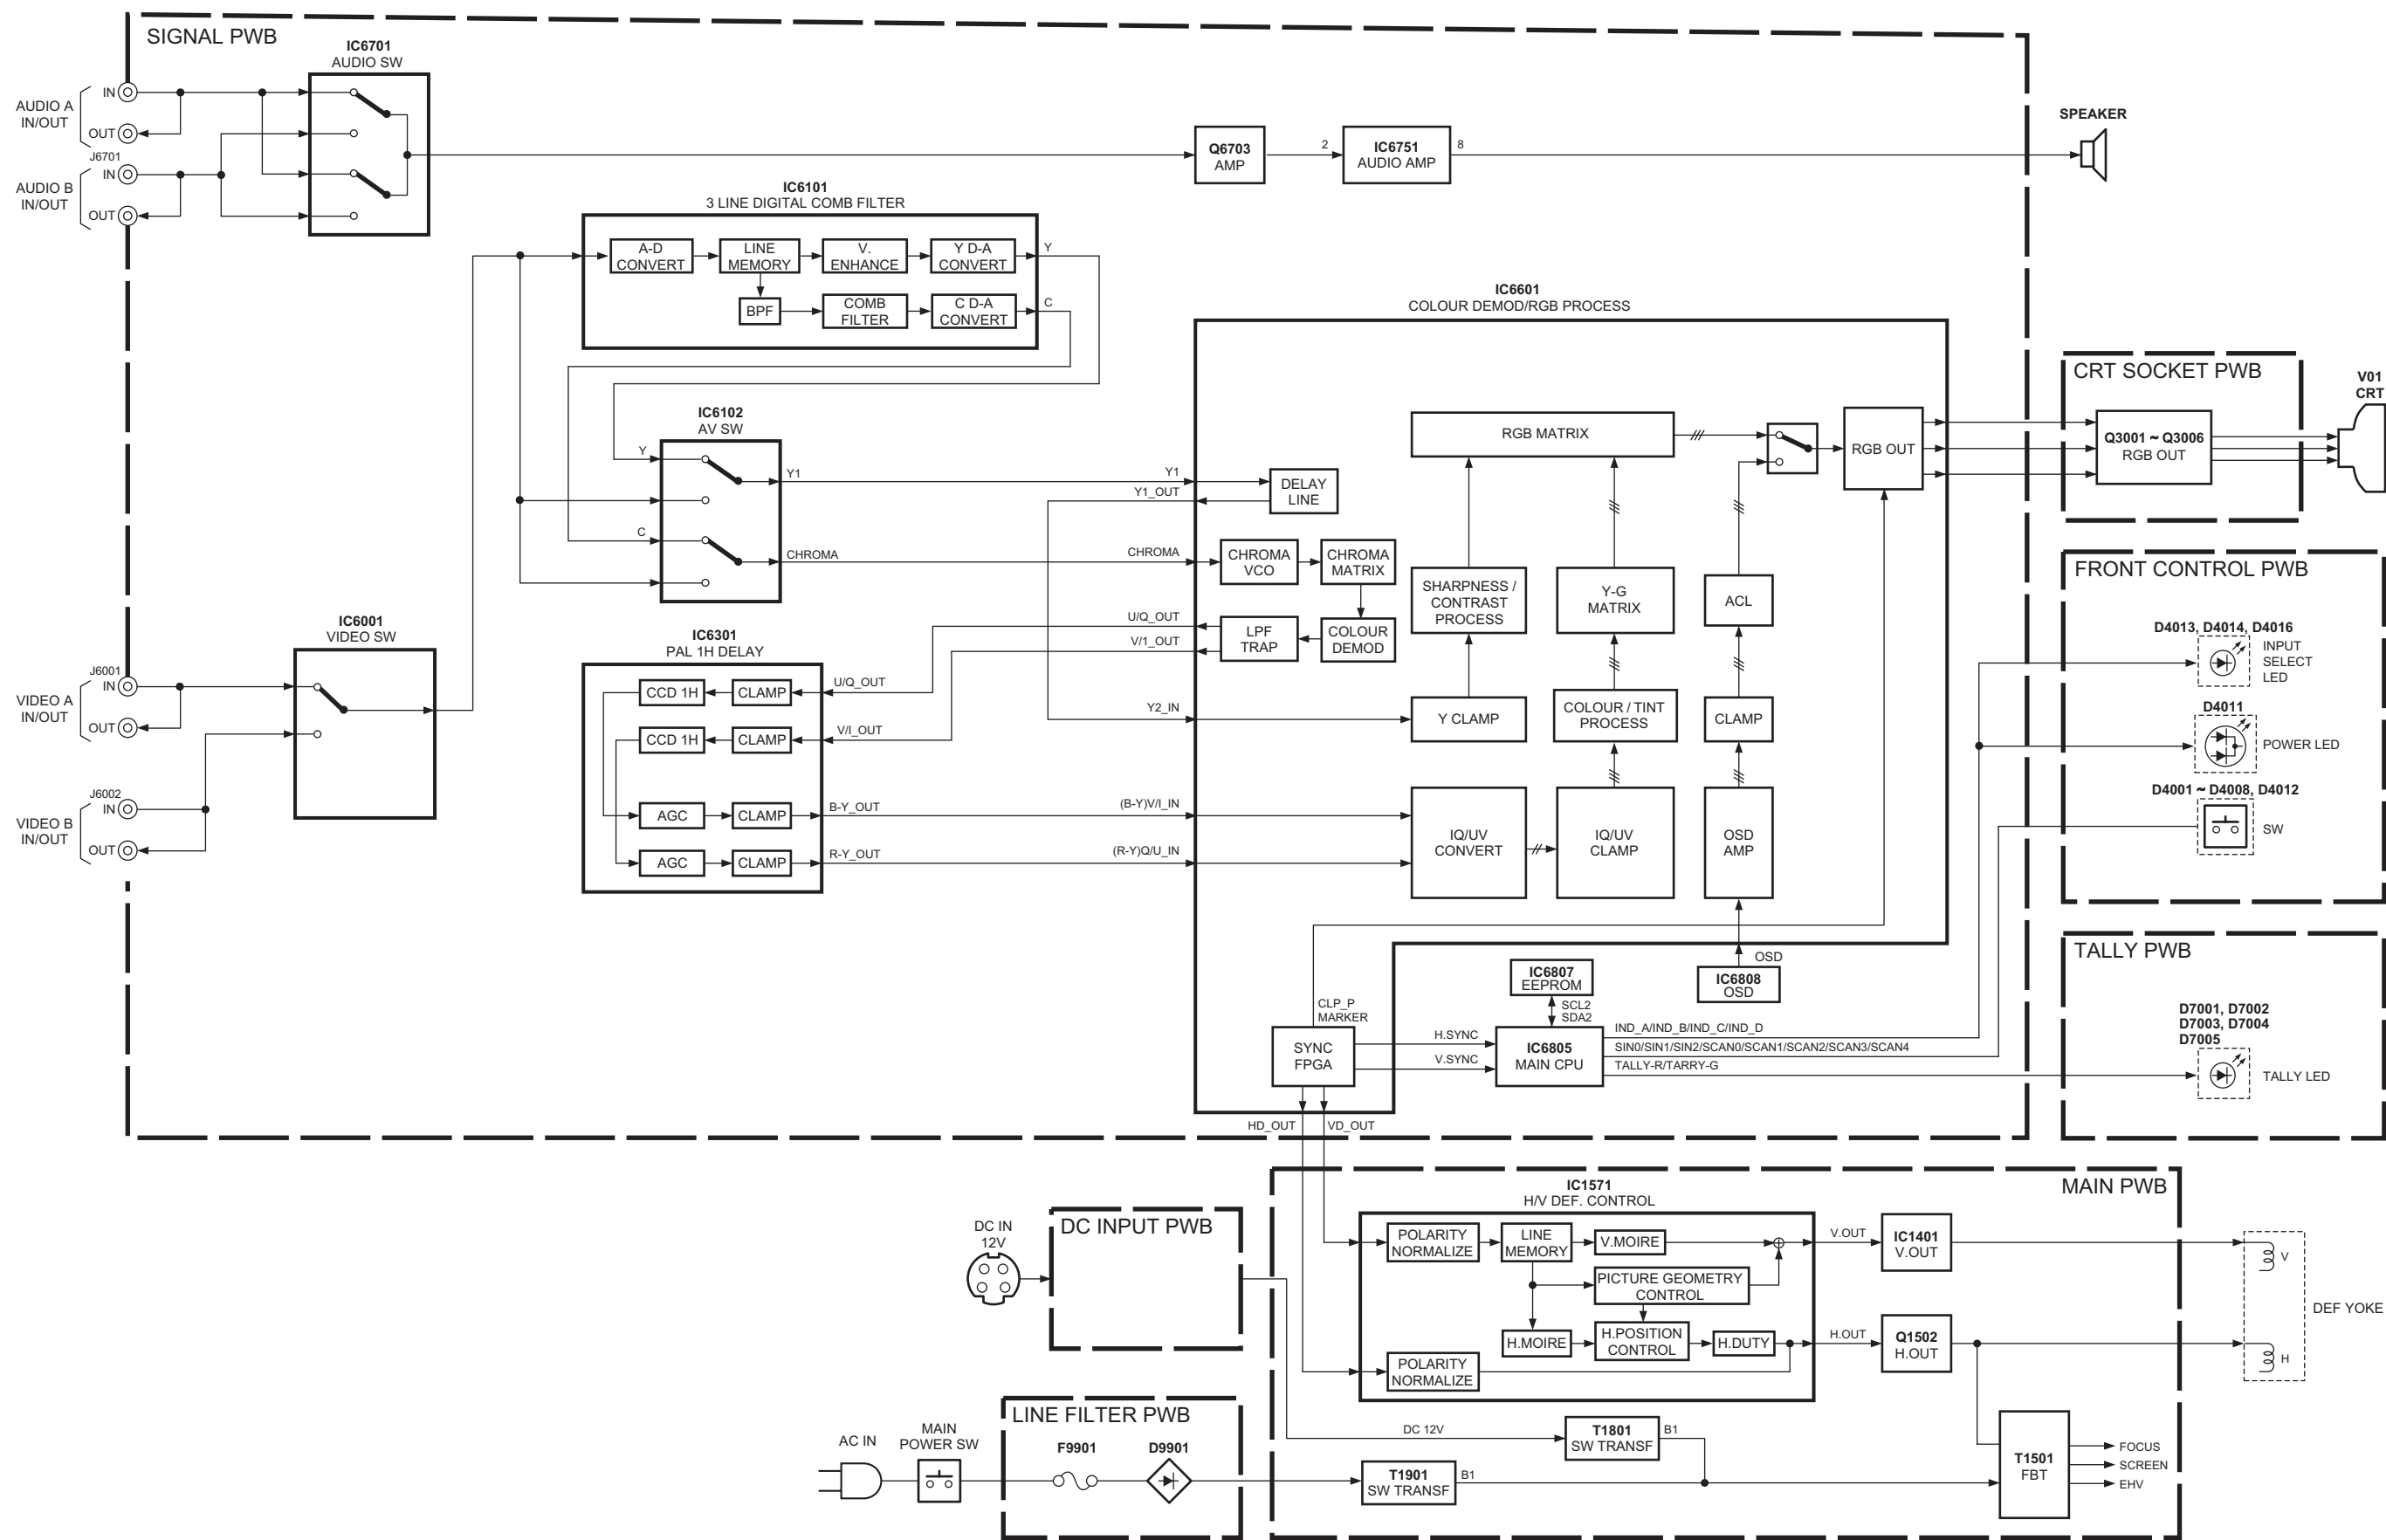 SIGNAL PWB
IC6701
AUDIO SW
AUDIO A
IN/OUT
IN
OUT
J6701
AUDIO B
IN/OUT
IN
OUT
Q6703
AMP
2
IC6751
AUDIO AMP
8
SPEAKER
IC6101
3 LINE DIGITAL COMB FILTER
A-D
CONVERT
LINE
MEMORY
V.
ENHANCE
Y D-A
CONVERT
Y
BPF
COMB
FILTER
C D-A
CONVERT
C
IC6102
AV SW
Y
Y1
C
CHROMA
IC6001
VIDEO SW
J6001
VIDEO A
IN/OUT
IN
OUT
J6002
VIDEO B
IN/OUT
IN
OUT
IC6301
PAL 1H DELAY
CCD 1H
CLAMP
U/Q_OUT
CCD 1H
CLAMP
V/I_OUT
AGC
CLAMP
B-Y_OUT
AGC
CLAMP
R-Y_OUT
IC6601
COLOUR DEMOD/RGB PROCESS
Y1
Y1_OUT
DELAY
LINE
CHROMA
CHROMA
VCO
CHROMA
MATRIX
U/Q_OUT
V/1_OUT
LPF
TRAP
COLOUR
DEMOD
Y2_IN
(B-Y)V/I_IN
(R-Y)Q/U_IN
RGB MATRIX
RGB OUT
SHARPNESS /
CONTRAST
PROCESS
Y-G
MATRIX
ACL
Y CLAMP
COLOUR / TINT
PROCESS
CLAMP
IQ/UV
CONVERT
IQ/UV
CLAMP
OSD
AMP
OSD
IC6808
OSD
IC6807
EEPROM
SCL2
SDA2
CLP_P
MARKER
SYNC
FPGA
H.SYNC
V.SYNC
IC6805
MAIN CPU
IND_A/IND_B/IND_C/IND_D
SIN0/SIN1/SIN2/SCAN0/SCAN1/SCAN2/SCAN3/SCAN4
TALLY-R/TARRY-G
HD_OUT
VD_OUT
CRT SOCKET PWB
Q3001 ~ Q3006
RGB OUT
V01
CRT
FRONT CONTROL PWB
D4013, D4014, D4016
INPUT
SELECT
LED
D4011
POWER LED
D4001 ~ D4008, D4012
SW
TALLY PWB
D7001, D7002
D7003, D7004
D7005
TALLY LED
MAIN PWB
IC1571
H/V DEF. CONTROL
POLARITY
NORMALIZE
LINE
MEMORY
V.MOIRE
PICTURE GEOMETRY
CONTROL
H.MOIRE
H.POSITION
CONTROL
H.DUTY
POLARITY
NORMALIZE
V.OUT
IC1401
V.OUT
H.OUT
Q1502
H.OUT
V
H
DEF YOKE
DC IN
12V
DC INPUT PWB
LINE FILTER PWB
AC IN
MAIN
POWER SW
F9901
D9901
DC 12V
T1801
SW TRANSF
B1
T1901
SW TRANSF
B1
T1501
FBT
FOCUS
SCREEN
EHV